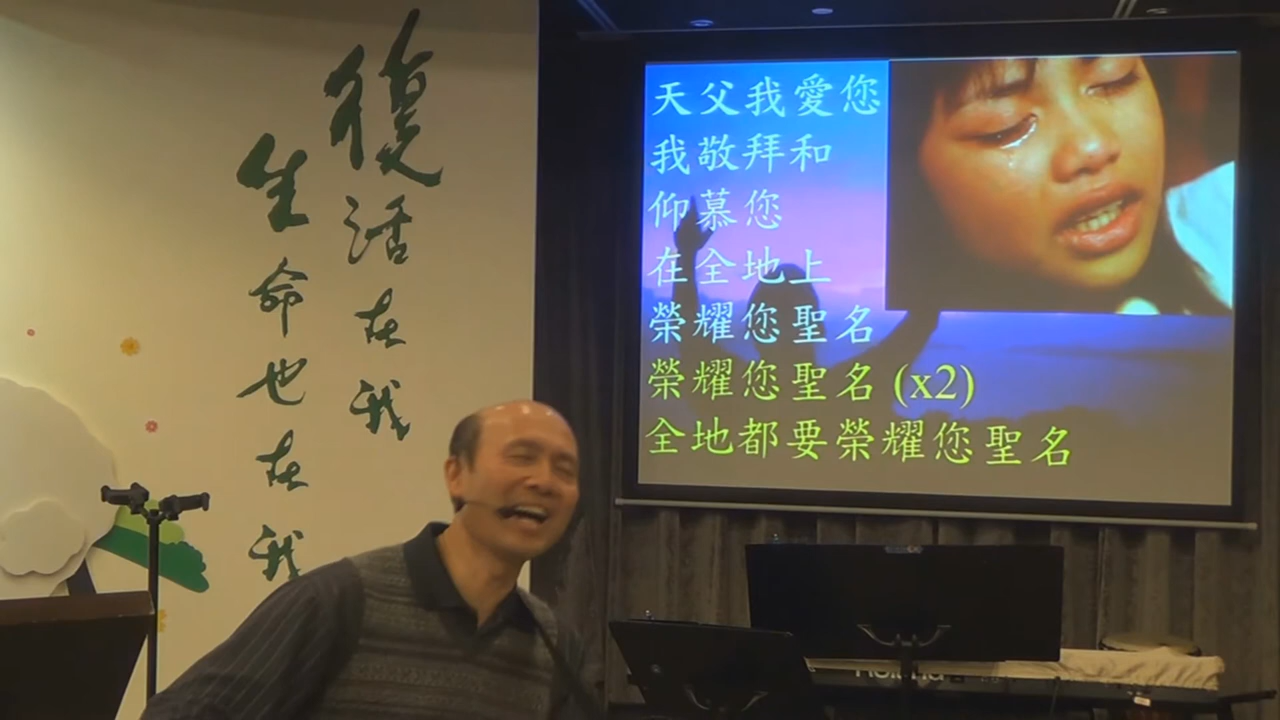 復活在我
生命也在我
天父我愛您
我敬拜和
仰慕您
在全地上
榮耀您聖名
榮耀您聖名 (x2)
全地都要榮耀您聖名
Roland